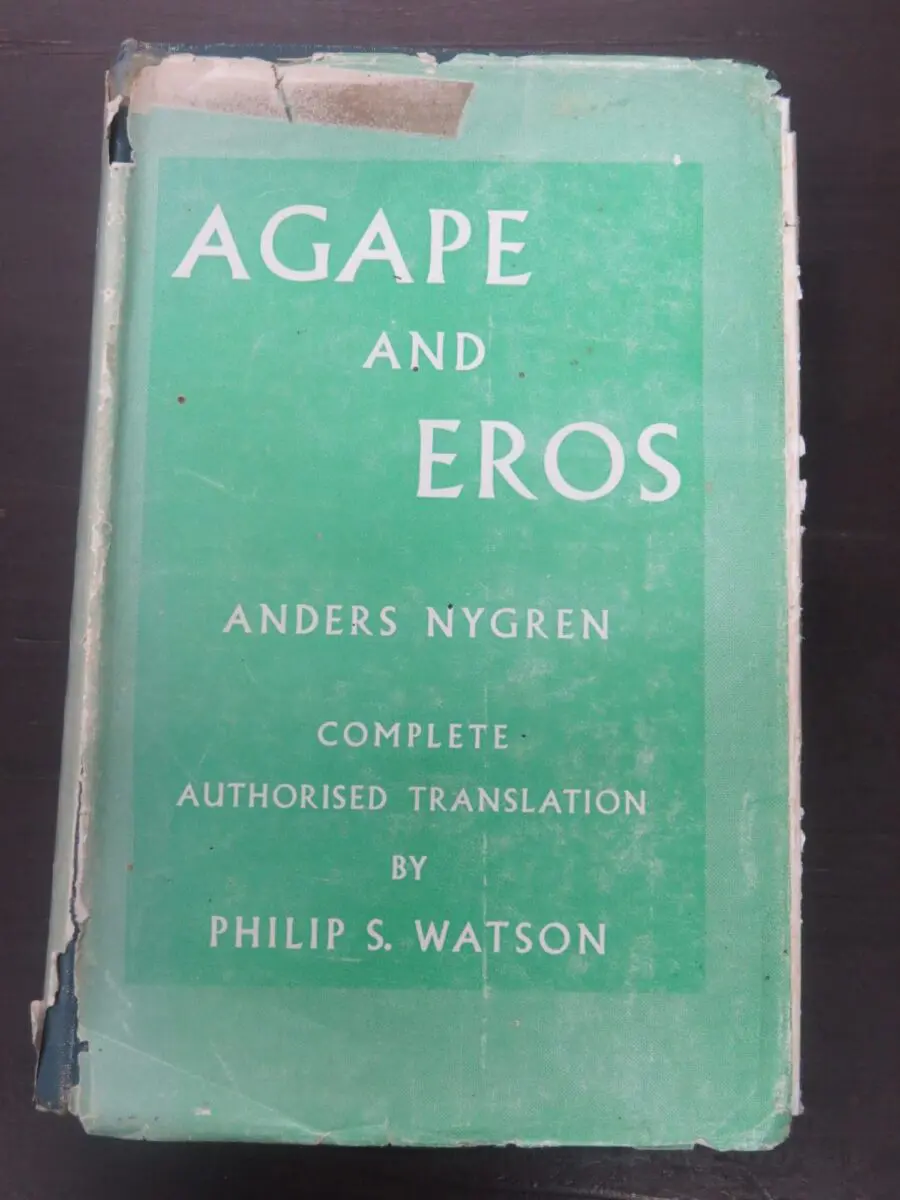 AGAPE
AND
EROS
ANDERS NYGREN
COMPLETE
AUTHORISED TRANSLATION
BY
PHILIP S. WATSON